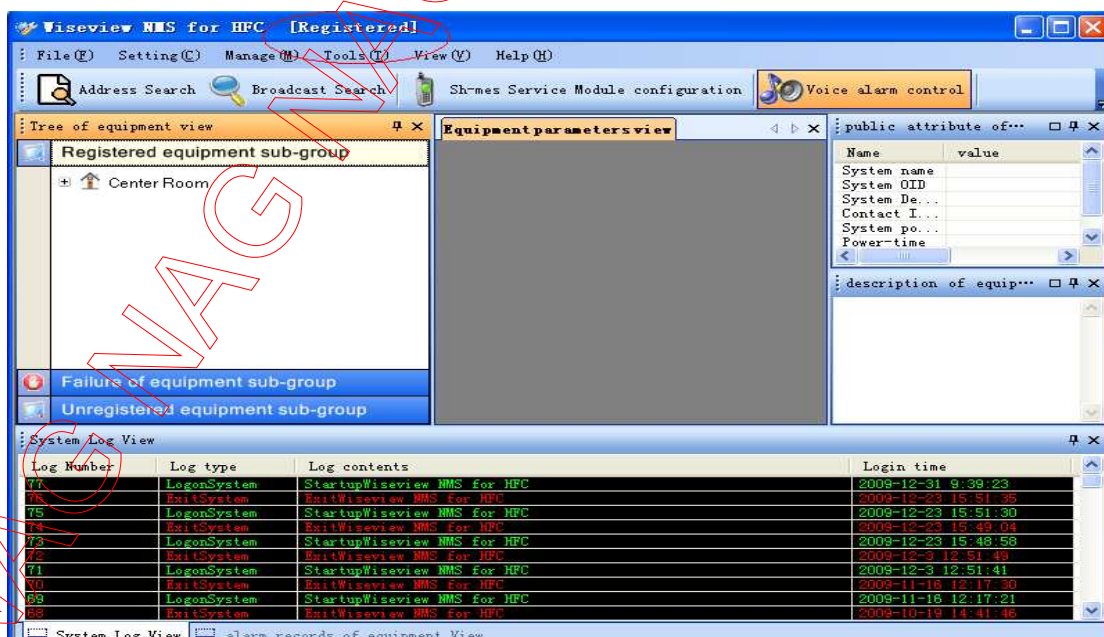 Wiseview NMS for HFC [Registered]
File(F) Setting(C) Manage(M) Tools(T) View(V) Help(H)
Address Search Broadcast Search Sh-mes Service Module configuration Voice alarm control
Tree of equipment view
Registered equipment sub-group
Center Room
Failure of equipment sub-group
Unregistered equipment sub-group
Equipment parameters view
public attribute of···
Name value
System name
System OID
System De...
Contact I...
System po...
Power-time
description of equip···
System Log View
Log Number Log type Log contents Login time
77 LogonSystem StartupWiseview NMS for HFC 2009-12-31 9:39:23
76 ExitSystem ExitWiseview NMS for HFC 2009-12-23 15:51:35
75 LogonSystem StartupWiseview NMS for HFC 2009-12-23 15:51:30
74 ExitSystem ExitWiseview NMS for HFC 2009-12-23 15:49:04
73 LogonSystem StartupWiseview NMS for HFC 2009-12-23 15:48:58
72 ExitSystem ExitWiseview NMS for HFC 2009-12-3 12:51:49
71 LogonSystem StartupWiseview NMS for HFC 2009-12-3 12:51:41
70 ExitSystem ExitWiseview NMS for HFC 2009-11-16 12:17:30
69 LogonSystem StartupWiseview NMS for HFC 2009-11-16 12:17:21
68 ExitSystem ExitWiseview NMS for HFC 2009-10-19 14:41:46
System Log View alarm records of equipment View
NAG NAG